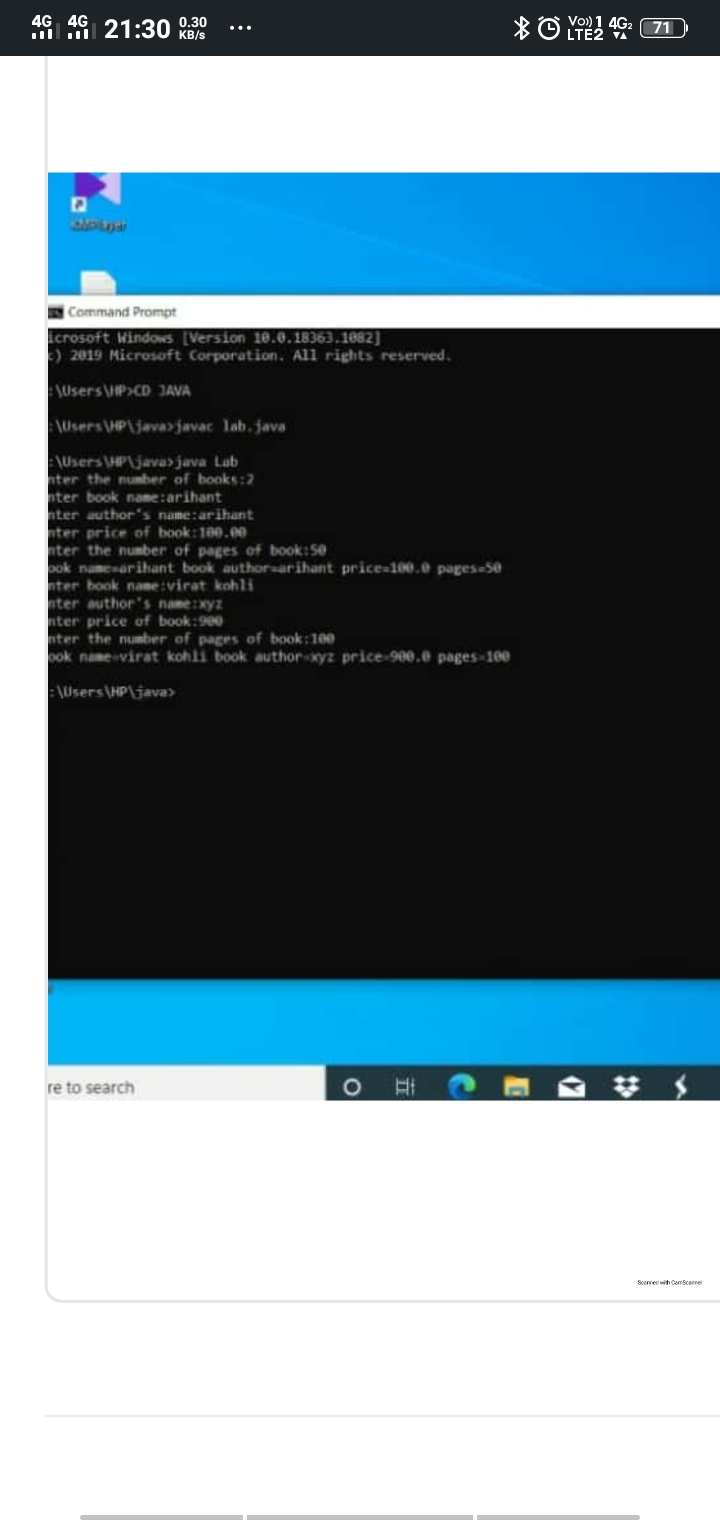 4G 4G 21:30 0.30 KB/s ... Vo)) 1 LTE2 4G2 71
KMPlayer
Command Prompt
icrosoft Windows [Version 10.0.18363.1082]
c) 2019 Microsoft Corporation. All rights reserved.
:\Users\HP>CD JAVA
:\Users\HP\java>javac lab.java
:\Users\HP\java>java Lab
nter the number of books:2
nter book name:arihant
nter author's name:arihant
nter price of book:100.00
nter the number of pages of book:50
ook name=arihant book author=arihant price=100.0 pages=50
nter book name:virat kohli
nter author's name:xyz
nter price of book:900
nter the number of pages of book:100
ook name=virat kohli book author=xyz price=900.0 pages=100
:\Users\HP\java>
re to search
Scanned with CamScanner